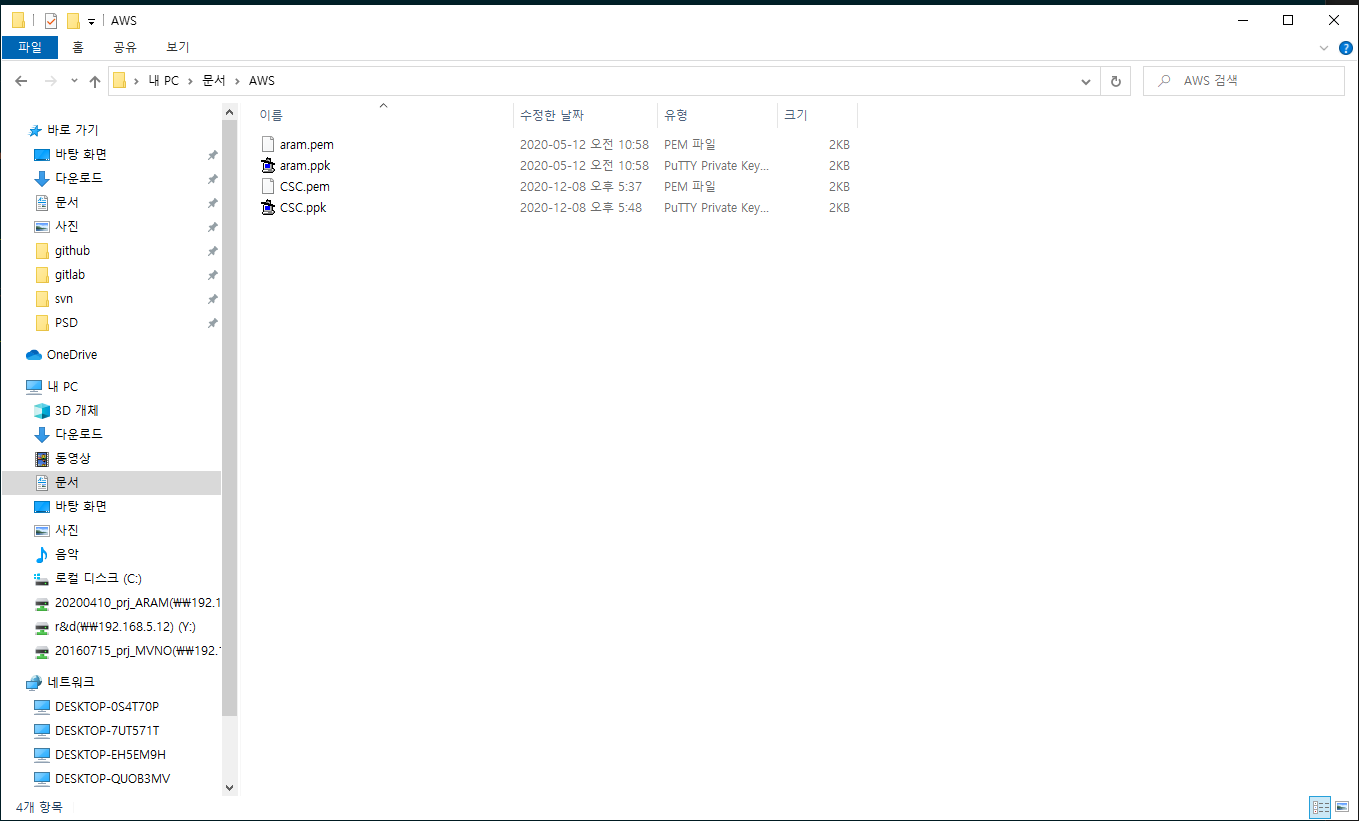 AWS
파일 홈 공유 보기
내 PC 문서 AWS AWS 검색
바로 가기
바탕 화면
다운로드
문서
사진
github
gitlab
svn
PSD
OneDrive
내 PC
3D 개체
다운로드
동영상
문서
바탕 화면
사진
음악
로컬 디스크 (C:)
20200410_prj_ARAM(₩₩192.1
r&d(₩₩192.168.5.12) (Y:)
20160715_prj_MVNO(₩₩192.1
네트워크
DESKTOP-0S4T70P
DESKTOP-7UT571T
DESKTOP-EH5EM9H
DESKTOP-QUOB3MV
이름 수정한 날짜 유형 크기
aram.pem 2020-05-12 오전 10:58 PEM 파일 2KB
aram.ppk 2020-05-12 오전 10:58 PuTTY Private Key... 2KB
CSC.pem 2020-12-08 오후 5:37 PEM 파일 2KB
CSC.ppk 2020-12-08 오후 5:48 PuTTY Private Key... 2KB
4개 항목